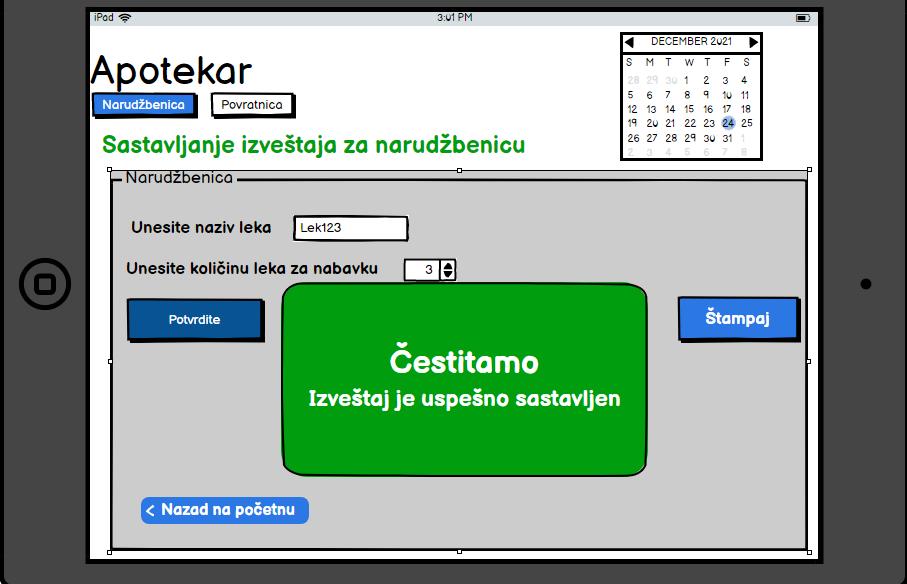 iPad
3:01 PM
Apotekar
DECEMBER 2021
S M T W T F S
28 29 30 1 2 3 4
5 6 7 8 9 10 11
12 13 14 15 16 17 18
19 20 21 22 23 24 25
26 27 28 29 30 31 1
2 3 4 5 6 7 8
Narudžbenica
Povratnica
Sastavljanje izveštaja za narudžbenicu
Narudžbenica
Unesite naziv leka
Lek123
Unesite količinu leka za nabavku
3
Potvrdite
Čestitamo
Izveštaj je uspešno sastavljen
Štampaj
< Nazad na početnu